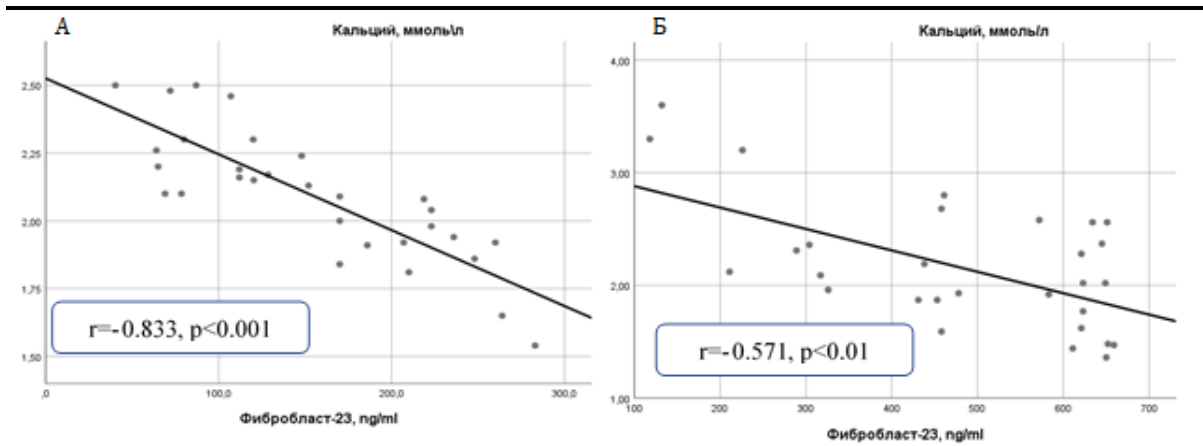 А
Кальций, ммоль\л
2,50
2,25
2,00
1,75
1,50
r=-0.833, p<0.001
,0
100,0
200,0
300,0
Фибробласт-23, ng/ml
Б
Кальций, ммоль/л
4,00
3,00
2,00
1,00
r=-0.571, p<0.01
100
200
300
400
500
600
700
Фибробласт-23, ng/ml